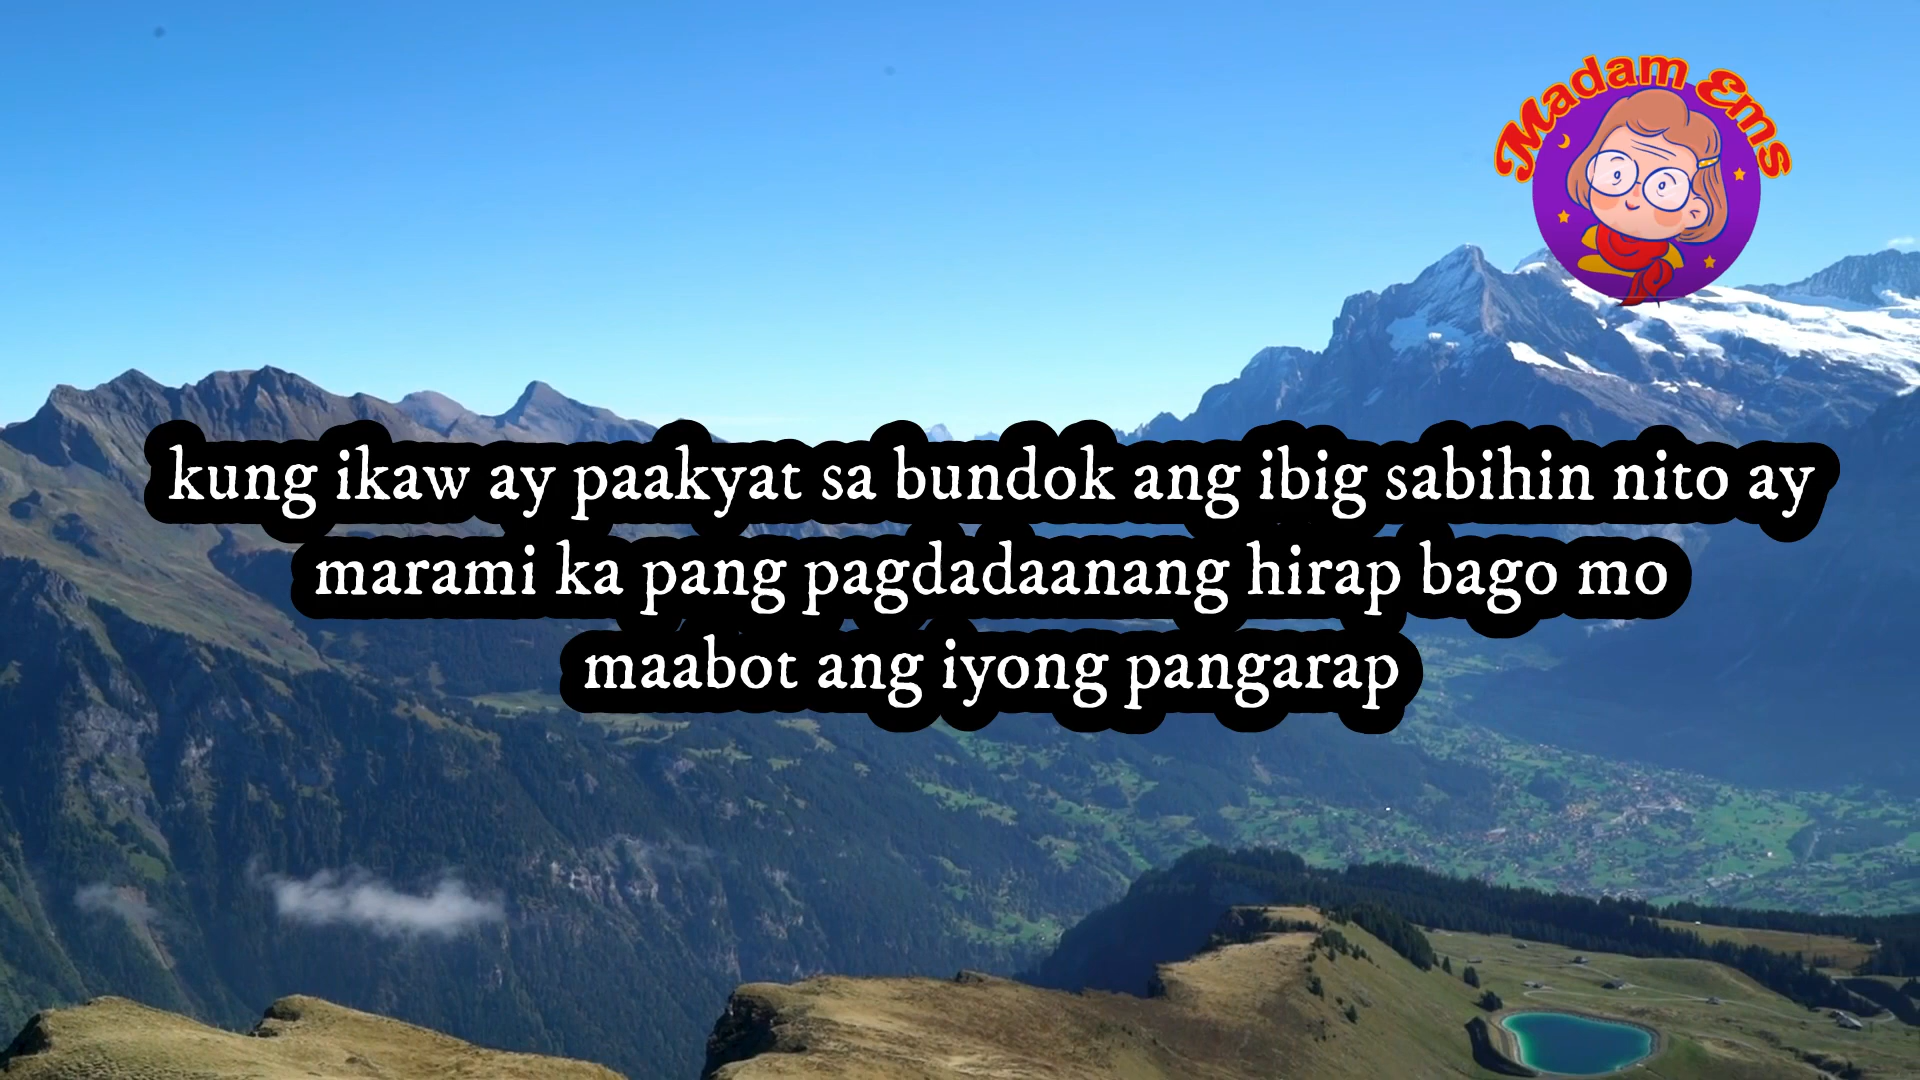 Madam Ems
kung ikaw ay paakyat sa bundok ang ibig sabihin nito ay
marami ka pang pagdadaanang hirap bago mo
maabot ang iyong pangarap